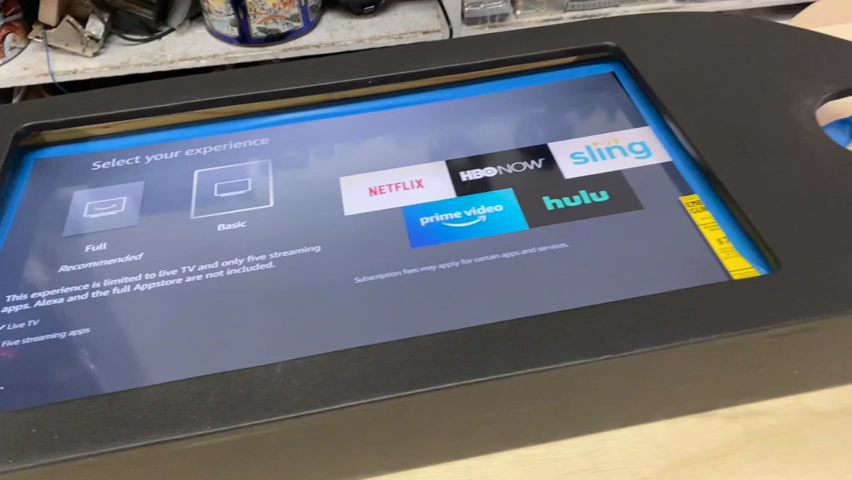 Select your experience
Full
Recommended
Basic
This experience is limited to live TV and only five streaming
apps. Alexa and the full Appstore are not included.
Live TV
Five streaming apps
NETFLIX
HBO NOW
sling
prime video
hulu
Subscription fees may apply for certain apps and services.